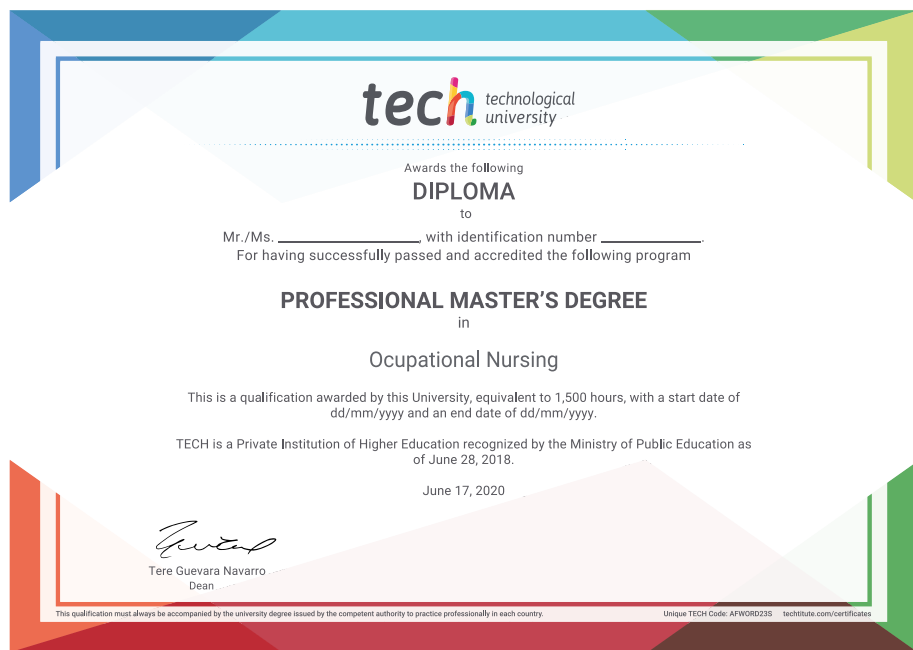 tech technological
university
Awards the following
DIPLOMA
to
Mr./Ms. ____________________, with identification number ______________.
For having successfully passed and accredited the following program
PROFESSIONAL MASTER'S DEGREE
in
Ocupational Nursing
This is a qualification awarded by this University, equivalent to 1,500 hours, with a start date of
dd/mm/yyyy and an end date of dd/mm/yyyy.
TECH is a Private Institution of Higher Education recognized by the Ministry of Public Education as
of June 28, 2018.
June 17, 2020
Tere Guevara Navarro
Dean
This qualification must always be accompanied by the university degree issued by the competent authority to practice professionally in each country. Unique TECH Code: AFWORD23S techtitute.com/certificates